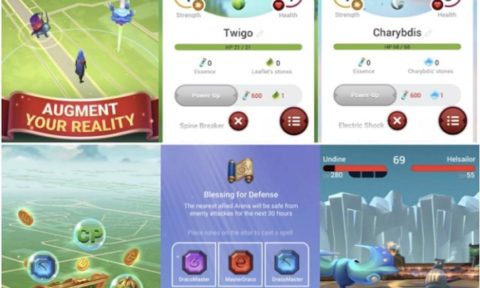 AUGMENT
YOUR REALITY
Strength
Health
Twigo
HP 21 / 21
0
0
Essence
Leaflet's stones
Power-Up
600
1
Spine Breaker
Strength
Health
Charybdis
HP 68 / 68
0
0
Essence
Charybdis' stones
Power-Up
600
1
Electric Shock
CP
Blessing for Defense
The nearest allied Arena will be safe from
enemy attackes for the next 30 hours
Place runes on the altar to cast a spell
DracoMaster
MasterDraco
DracoMaster
Undine
69
Helsailor
280
55